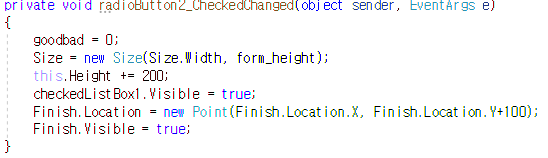 private void radioButton2_CheckedChanged(object sender, EventArgs e)
{
goodbad = 0;
Size = new Size(Size.Width, form_height);
this.Height += 200;
checkedListBox1.Visible = true;
Finish.Location = new Point(Finish.Location.X, Finish.Location.Y+100);
Finish.Visible = true;
}